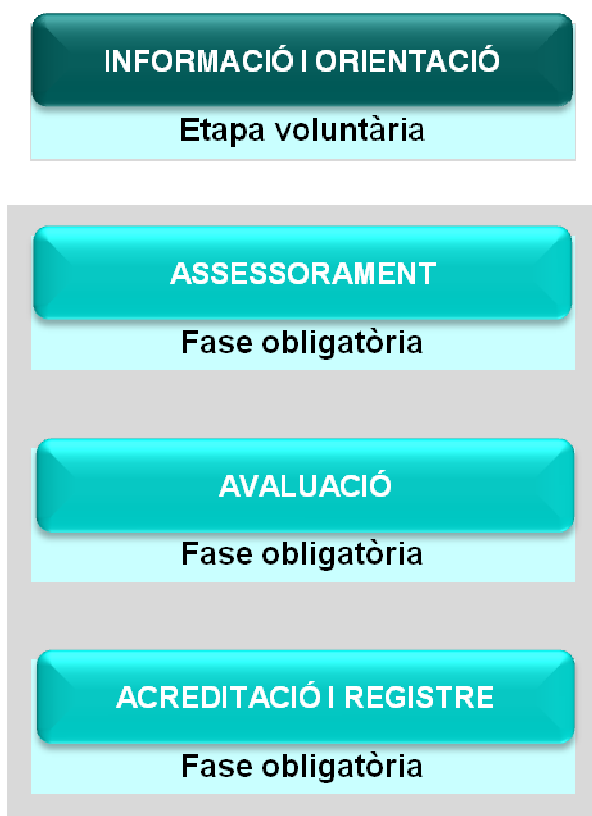 INFORMACIÓ I ORIENTACIÓ
Etapa voluntària
ASSESSORAMENT
Fase obligatòria
AVALUACIÓ
Fase obligatòria
ACREDITACIÓ I REGISTRE
Fase obligatòria